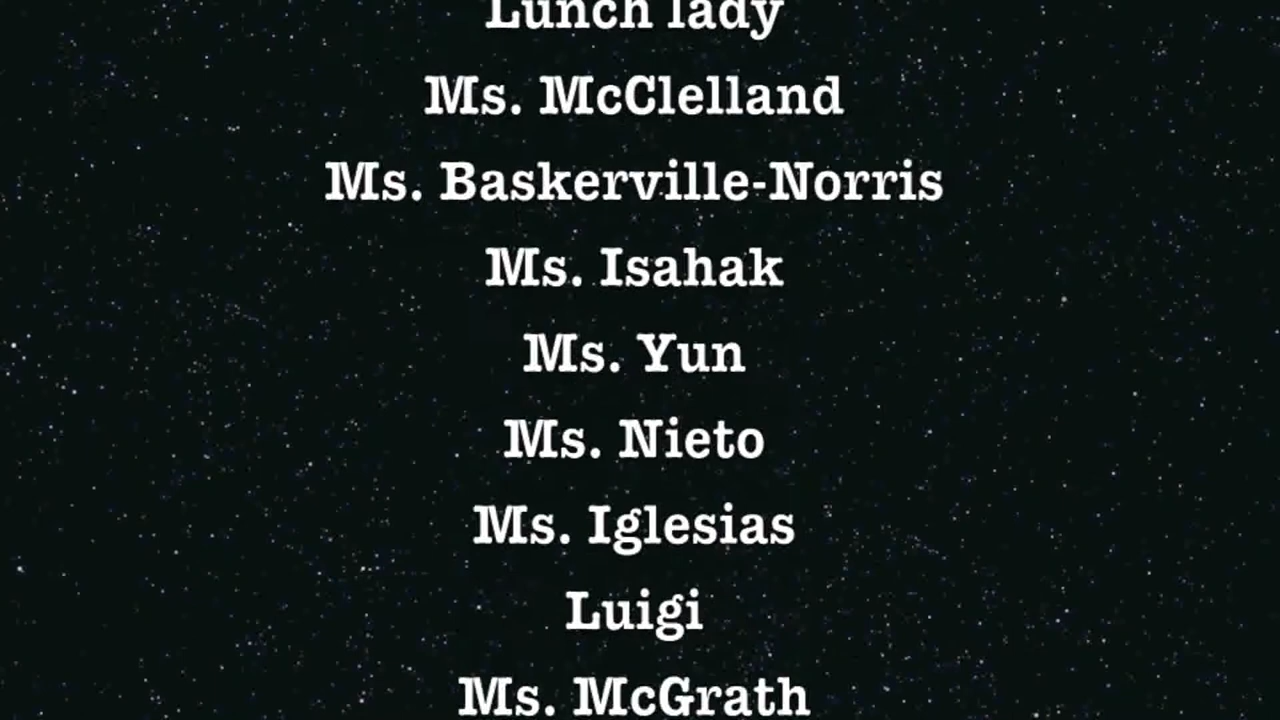 Lunch lady
Ms. McClelland
Ms. Baskerville-Norris
Ms. Isahak
Ms. Yun
Ms. Nieto
Ms. Iglesias
Luigi
Ms. McGrath